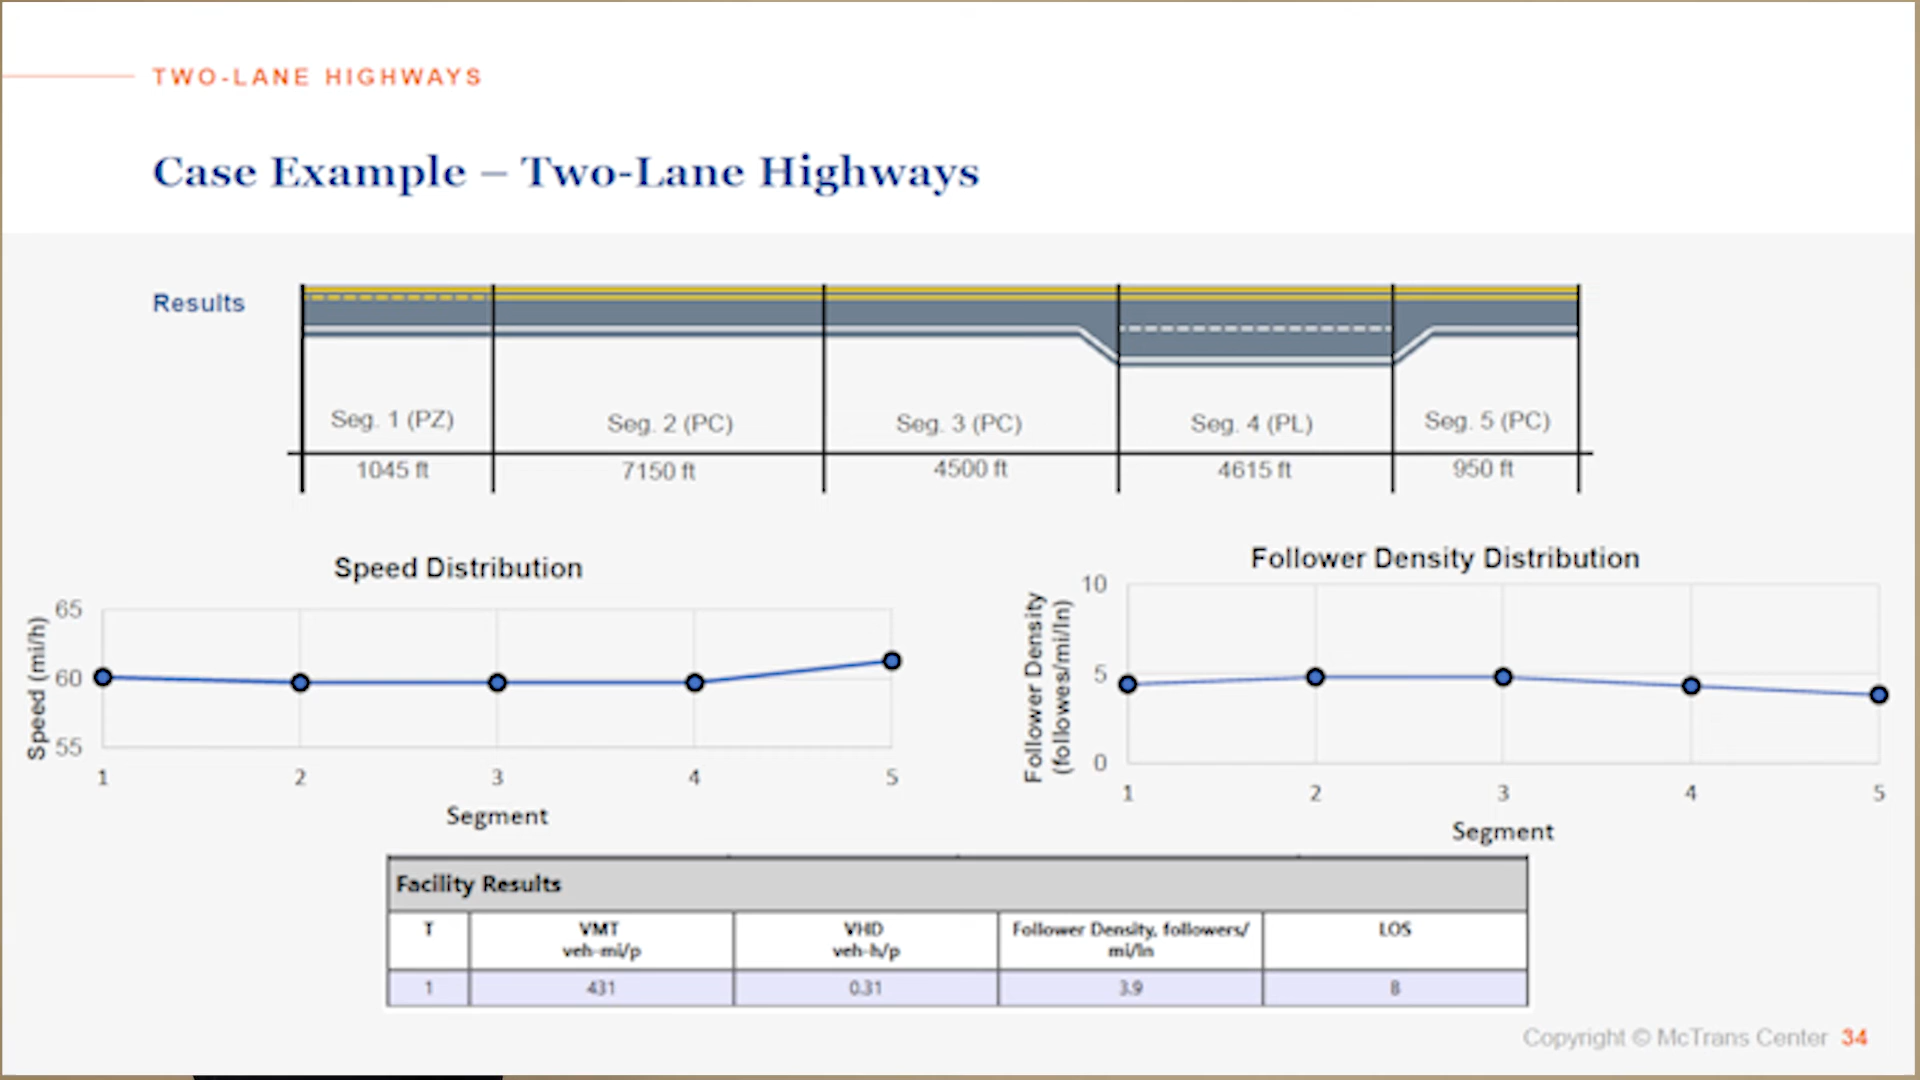 TWO-LANE HIGHWAYS
Case Example – Two-Lane Highways
Results
Seg. 1 (PZ) Seg. 2 (PC) Seg. 3 (PC) Seg. 4 (PL) Seg. 5 (PC)
1045 ft 7150 ft 4500 ft 4615 ft 950 ft
Speed Distribution
Speed (mi/h)
65
60
55
1 2 3 4 5
Segment
Follower Density Distribution
Follower Density
(followes/mi/ln)
10
5
0
1 2 3 4 5
Segment
Facility Results
T VMT VHD Follower Density, followers/ LOS
veh-mi/p veh-h/p mi/ln
1 431 0.31 3.9 B
Copyright © McTrans Center 34